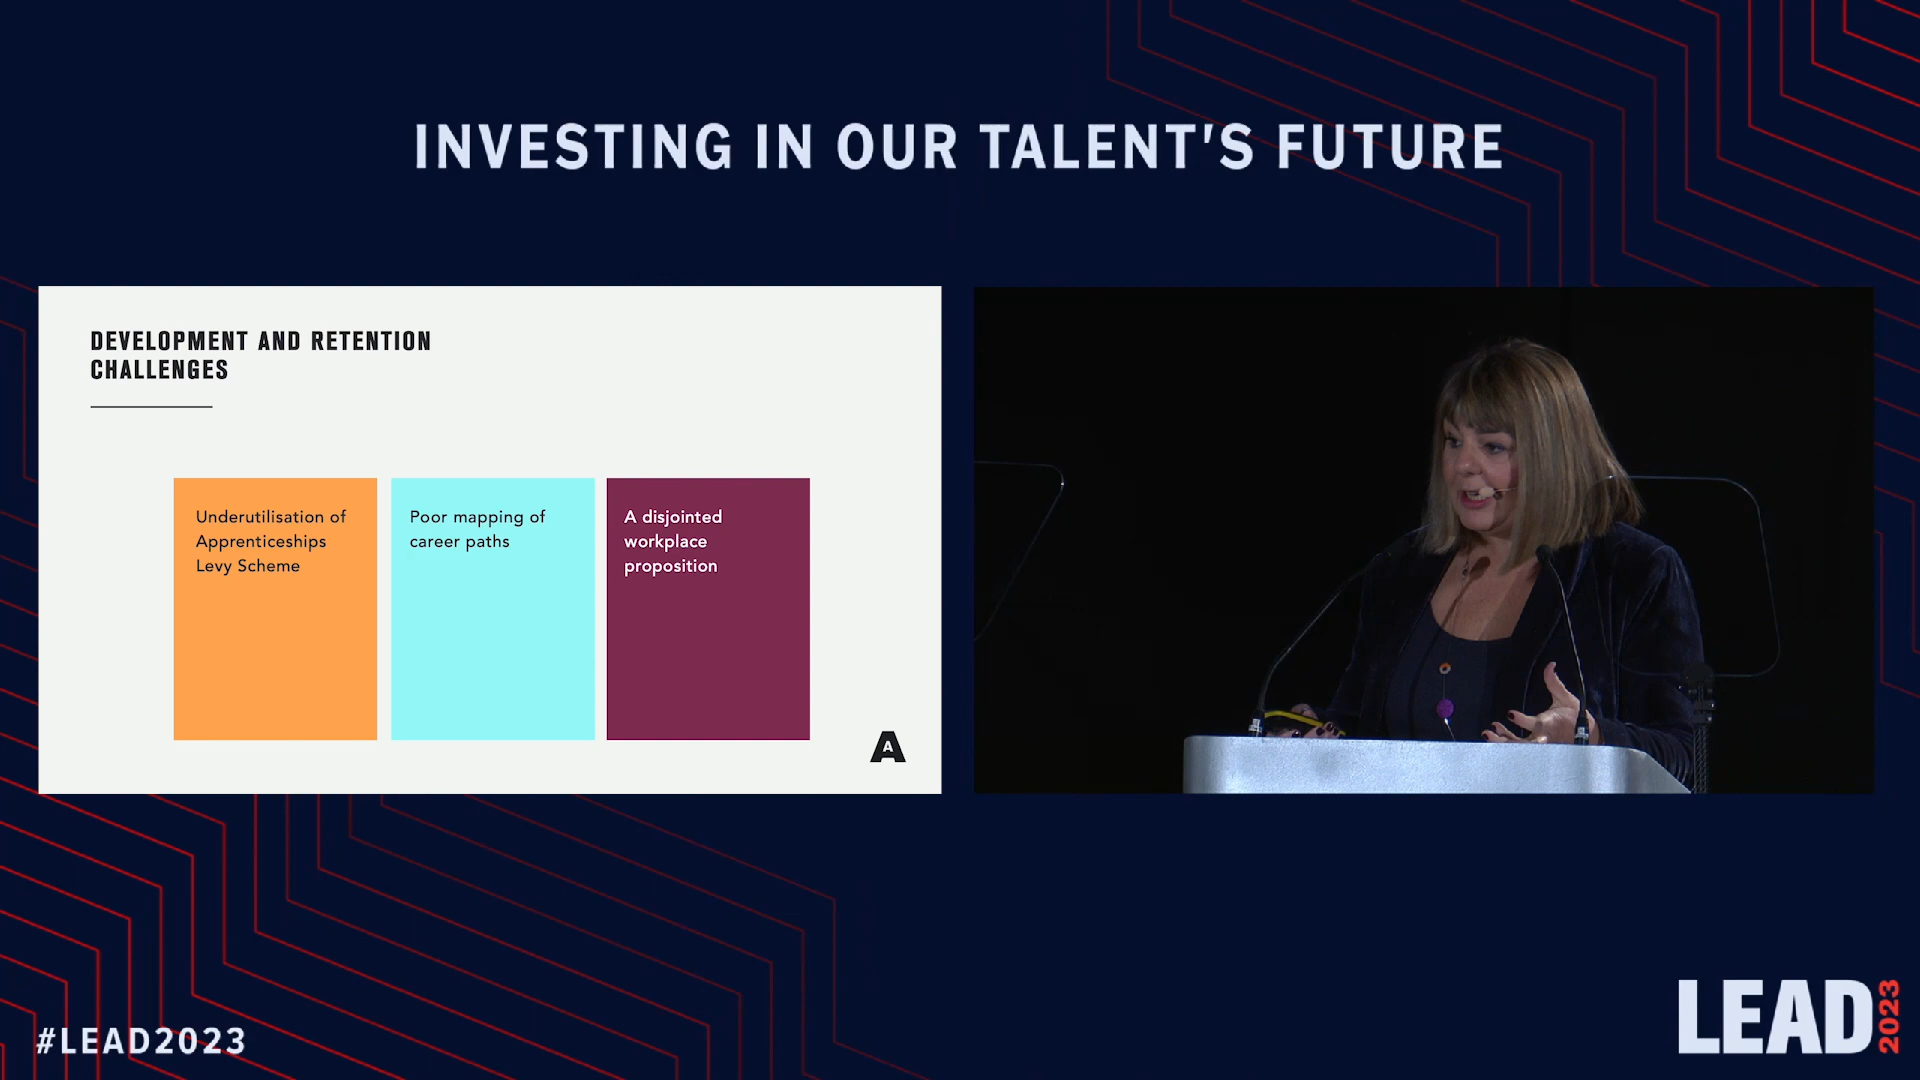 INVESTING IN OUR TALENT'S FUTURE
DEVELOPMENT AND RETENTION
CHALLENGES
Underutilisation of
Apprenticeships
Levy Scheme
Poor mapping of
career paths
A disjointed
workplace
proposition
A
#LEAD2023
LEAD 2023